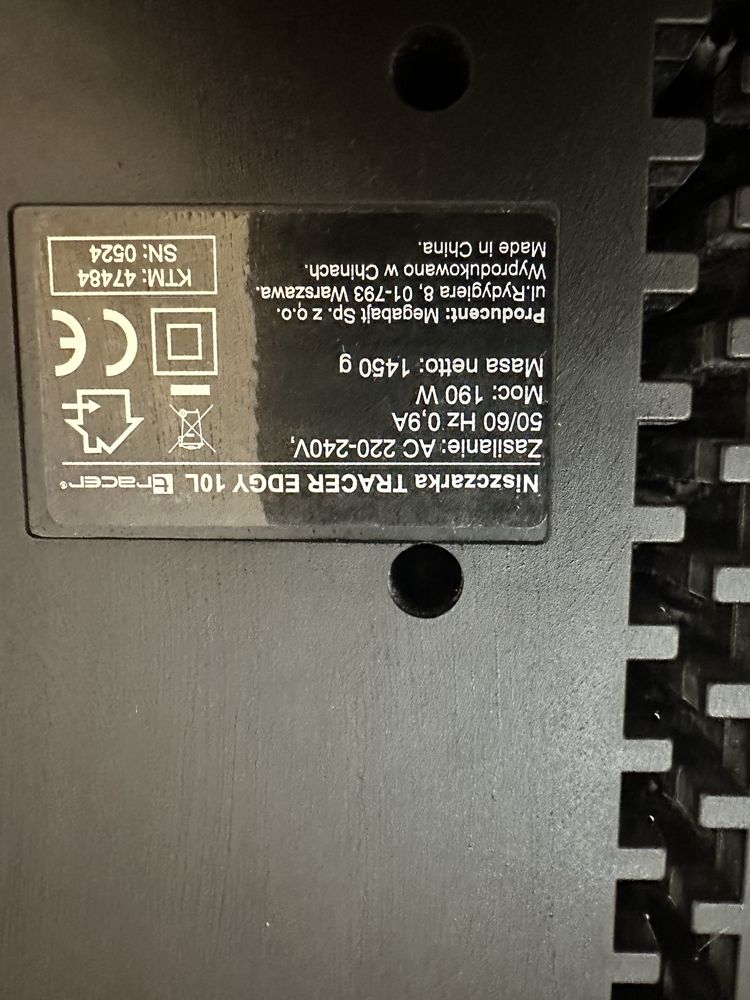 Niszczarka TRACER EDGY 10L tracer®
Zasilanie: AC 220-240V,
50/60 Hz 0,9A
Moc: 190 W
Masa netto: 1450 g
Producent: Megabajt Sp. z o.o.
ul.Rydygiera 8, 01-793 Warszawa.
Wyprodukowano w Chinach.
Made in China.
CE
KTM: 47484
SN: 0524